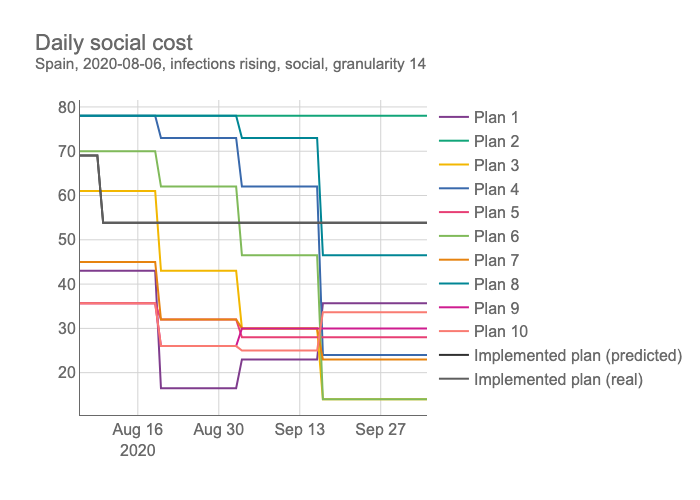 Daily social cost
Spain, 2020-08-06, infections rising, social, granularity 14
80
70
60
50
40
30
20
Aug 16
2020
Aug 30
Sep 13
Sep 27
Plan 1
Plan 2
Plan 3
Plan 4
Plan 5
Plan 6
Plan 7
Plan 8
Plan 9
Plan 10
Implemented plan (predicted)
Implemented plan (real)